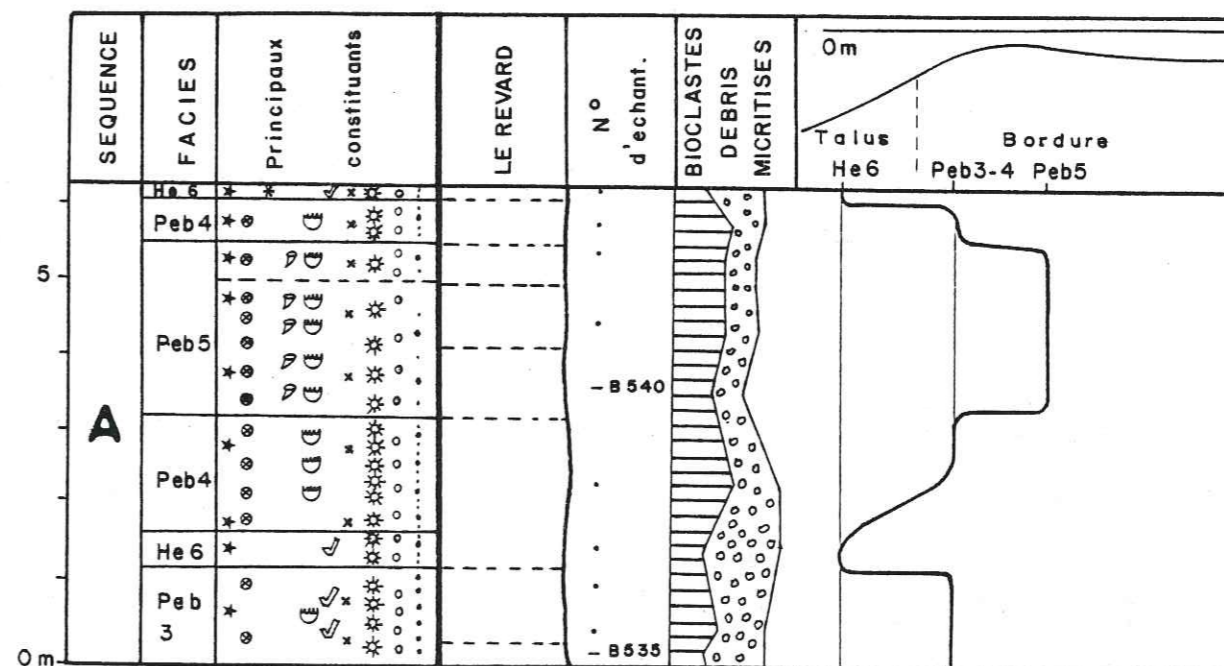 SEQUENCE
FACIES
Principaux
constituants
LE REVARD
N°
d'echant.
BIOCLASTES
DEBRIS
MICRITISES
0m
Talus
Bordure
He6
Peb3-4
Peb5
He 6
Peb4
5
Peb5
B540
A
Peb4
He 6
Peb
3
B535
0m